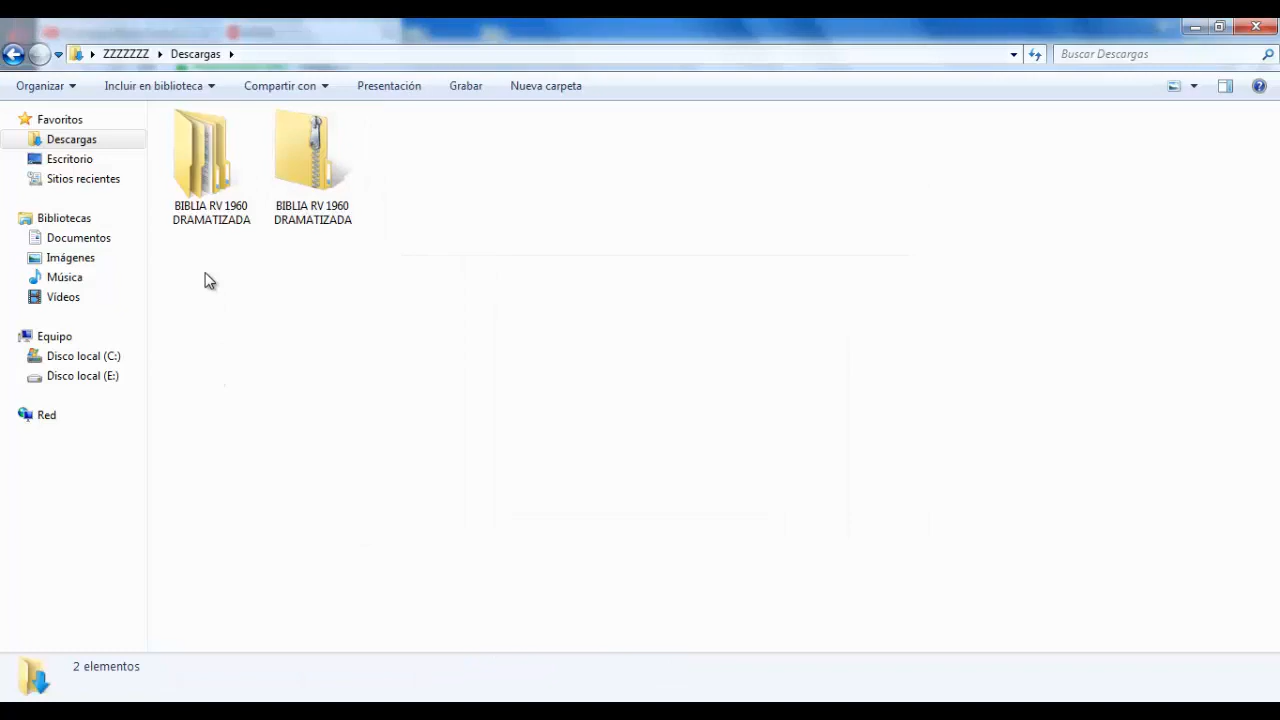 ZZZZZZZ Descargas
Buscar Descargas
Organizar Incluir en biblioteca Compartir con Presentación Grabar Nueva carpeta
Favoritos
Descargas
Escritorio
Sitios recientes
Bibliotecas
Documentos
Imágenes
Música
Vídeos
Equipo
Disco local (C:)
Disco local (E:)
Red
BIBLIA RV 1960
DRAMATIZADA
BIBLIA RV 1960
DRAMATIZADA
2 elementos